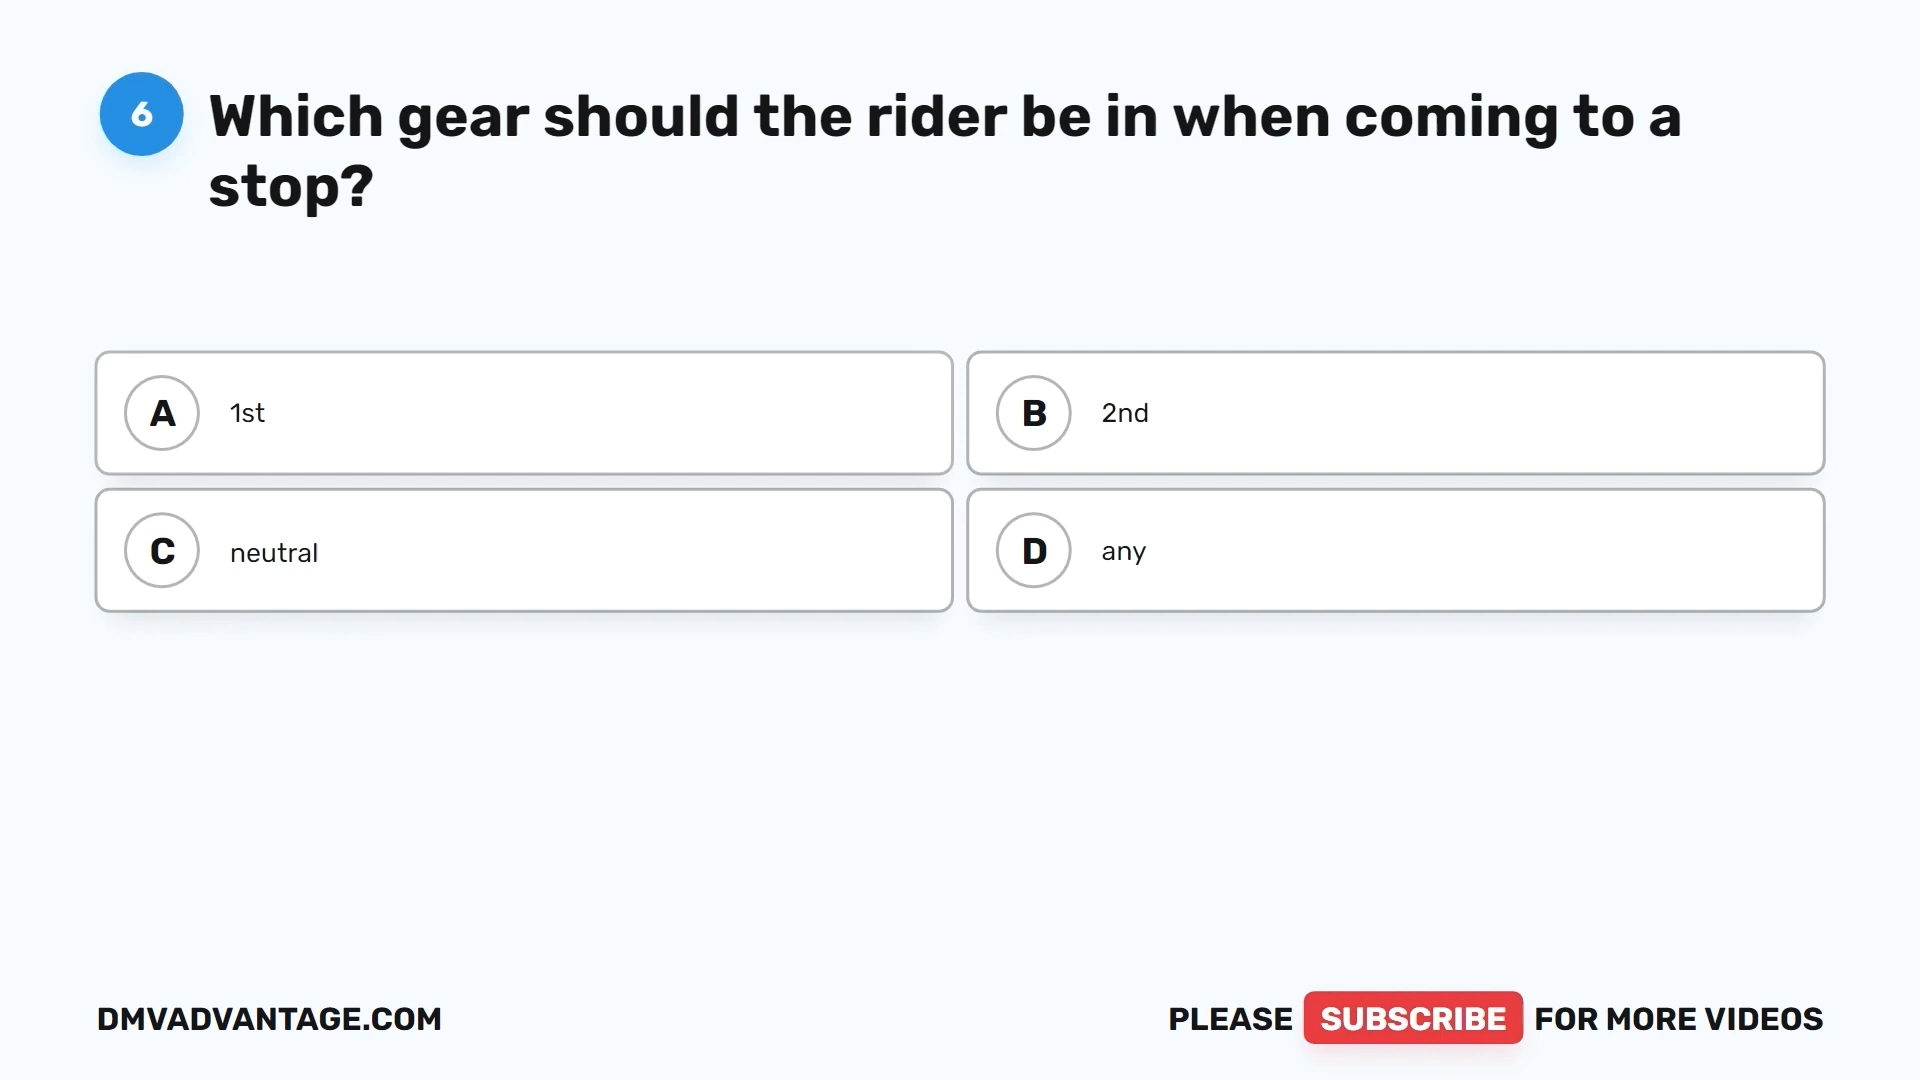 6
Which gear should the rider be in when coming to a
stop?
A 1st
B 2nd
C neutral
D any
DMVADVANTAGE.COM
PLEASE SUBSCRIBE FOR MORE VIDEOS